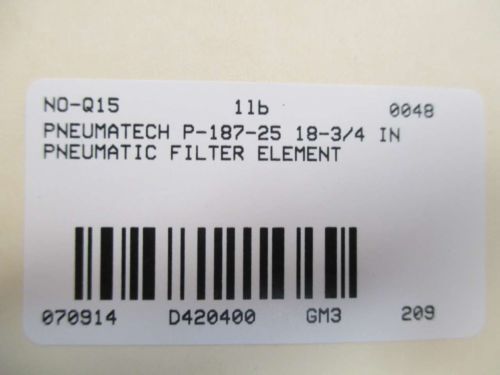 NO-Q15 1lb 0048
PNEUMATECH P-187-25 18-3/4 IN
PNEUMATIC FILTER ELEMENT
070914 D420400 GM3 209